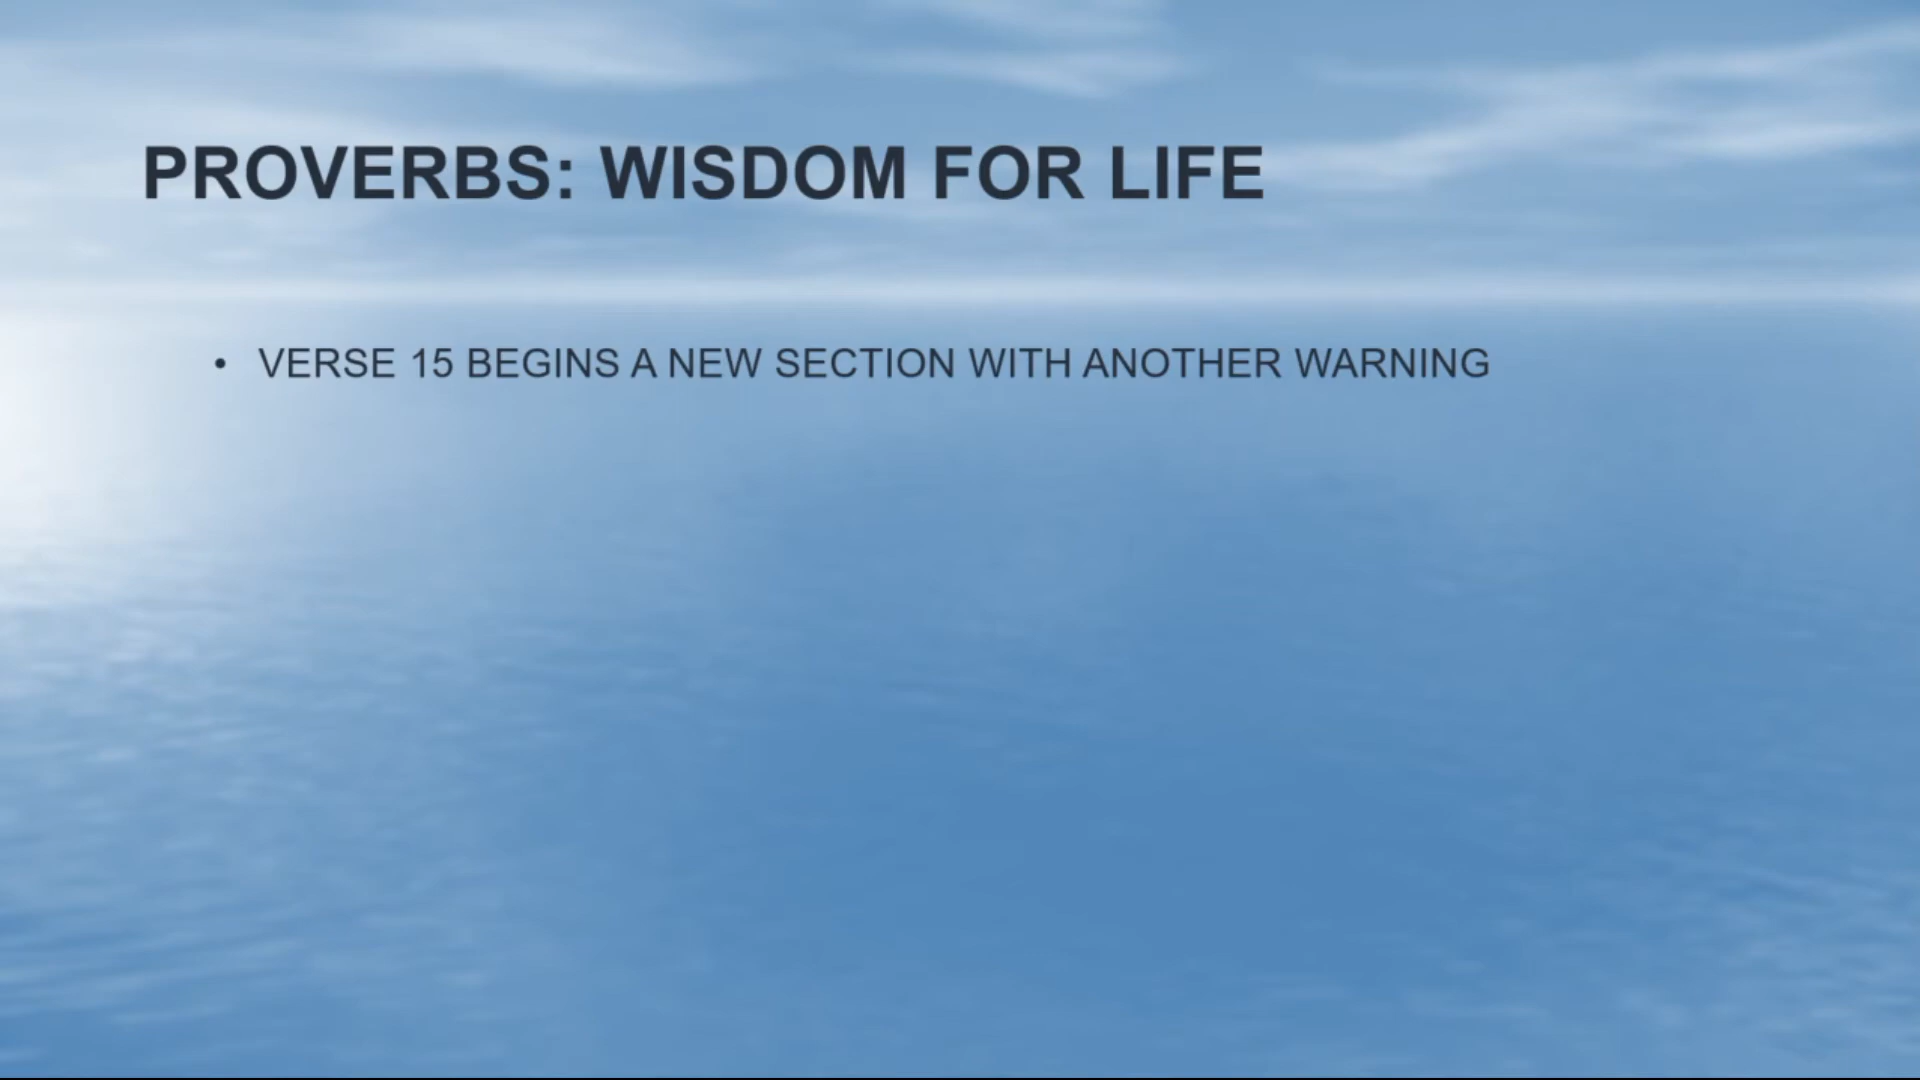 PROVERBS: WISDOM FOR LIFE
• VERSE 15 BEGINS A NEW SECTION WITH ANOTHER WARNING